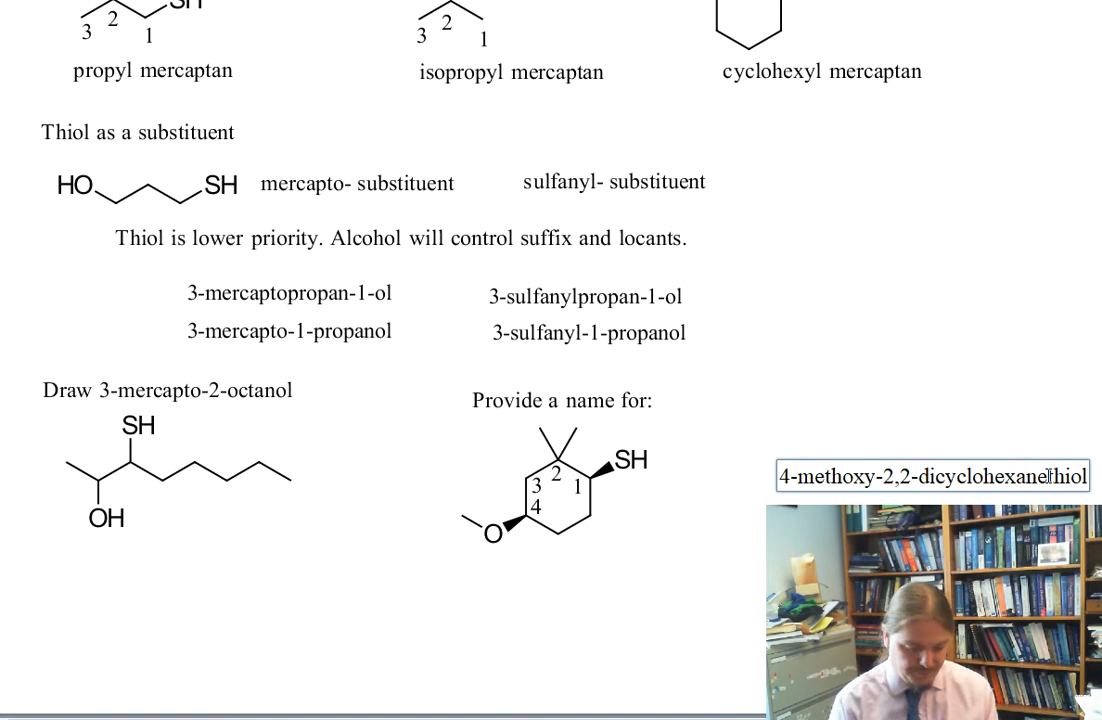 SH
3 2 1
3 2 1
propyl mercaptan
isopropyl mercaptan
cyclohexyl mercaptan
Thiol as a substituent
HO SH mercapto- substituent
sulfanyl- substituent
Thiol is lower priority. Alcohol will control suffix and locants.
3-mercaptopropan-1-ol
3-sulfanylpropan-1-ol
3-mercapto-1-propanol
3-sulfanyl-1-propanol
Draw 3-mercapto-2-octanol
SH
OH
Provide a name for:
SH
2
3 1
4
O
4-methoxy-2,2-dicyclohexanethiol